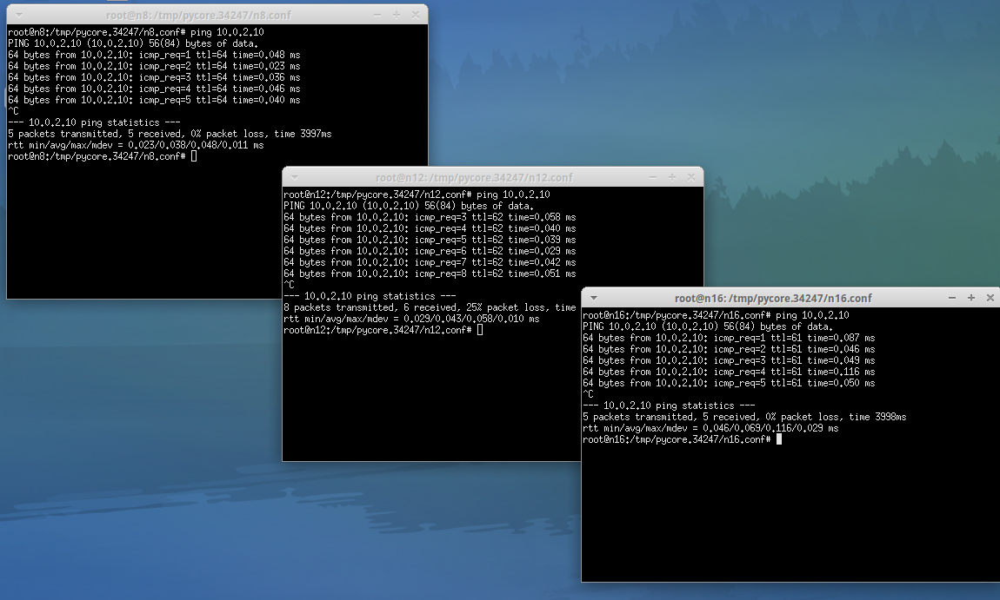 root@n8: /tmp/pycore.34247/n8.conf
root@n8:/tmp/pycore.34247/n8.conf# ping 10.0.2.10
PING 10.0.2.10 (10.0.2.10) 56(84) bytes of data.
64 bytes from 10.0.2.10: icmp_req=1 ttl=64 time=0.048 ms
64 bytes from 10.0.2.10: icmp_req=2 ttl=64 time=0.023 ms
64 bytes from 10.0.2.10: icmp_req=3 ttl=64 time=0.036 ms
64 bytes from 10.0.2.10: icmp_req=4 ttl=64 time=0.046 ms
64 bytes from 10.0.2.10: icmp_req=5 ttl=64 time=0.040 ms
^C
--- 10.0.2.10 ping statistics ---
5 packets transmitted, 5 received, 0% packet loss, time 3997ms
rtt min/avg/max/mdev = 0.023/0.038/0.048/0.011 ms
root@n8:/tmp/pycore.34247/n8.conf#
root@n12: /tmp/pycore.34247/n12.conf
root@n12:/tmp/pycore.34247/n12.conf# ping 10.0.2.10
PING 10.0.2.10 (10.0.2.10) 56(84) bytes of data.
64 bytes from 10.0.2.10: icmp_req=3 ttl=62 time=0.058 ms
64 bytes from 10.0.2.10: icmp_req=4 ttl=62 time=0.040 ms
64 bytes from 10.0.2.10: icmp_req=5 ttl=62 time=0.039 ms
64 bytes from 10.0.2.10: icmp_req=6 ttl=62 time=0.029 ms
64 bytes from 10.0.2.10: icmp_req=7 ttl=62 time=0.042 ms
64 bytes from 10.0.2.10: icmp_req=8 ttl=62 time=0.051 ms
^C
--- 10.0.2.10 ping statistics ---
8 packets transmitted, 6 received, 25% packet loss, time
rtt min/avg/max/mdev = 0.029/0.043/0.058/0.010 ms
root@n12:/tmp/pycore.34247/n12.conf#
root@n16: /tmp/pycore.34247/n16.conf
root@n16:/tmp/pycore.34247/n16.conf# ping 10.0.2.10
PING 10.0.2.10 (10.0.2.10) 56(84) bytes of data.
64 bytes from 10.0.2.10: icmp_req=1 ttl=61 time=0.087 ms
64 bytes from 10.0.2.10: icmp_req=2 ttl=61 time=0.046 ms
64 bytes from 10.0.2.10: icmp_req=3 ttl=61 time=0.049 ms
64 bytes from 10.0.2.10: icmp_req=4 ttl=61 time=0.116 ms
64 bytes from 10.0.2.10: icmp_req=5 ttl=61 time=0.050 ms
^C
--- 10.0.2.10 ping statistics ---
5 packets transmitted, 5 received, 0% packet loss, time 3998ms
rtt min/avg/max/mdev = 0.046/0.069/0.116/0.029 ms
root@n16:/tmp/pycore.34247/n16.conf#